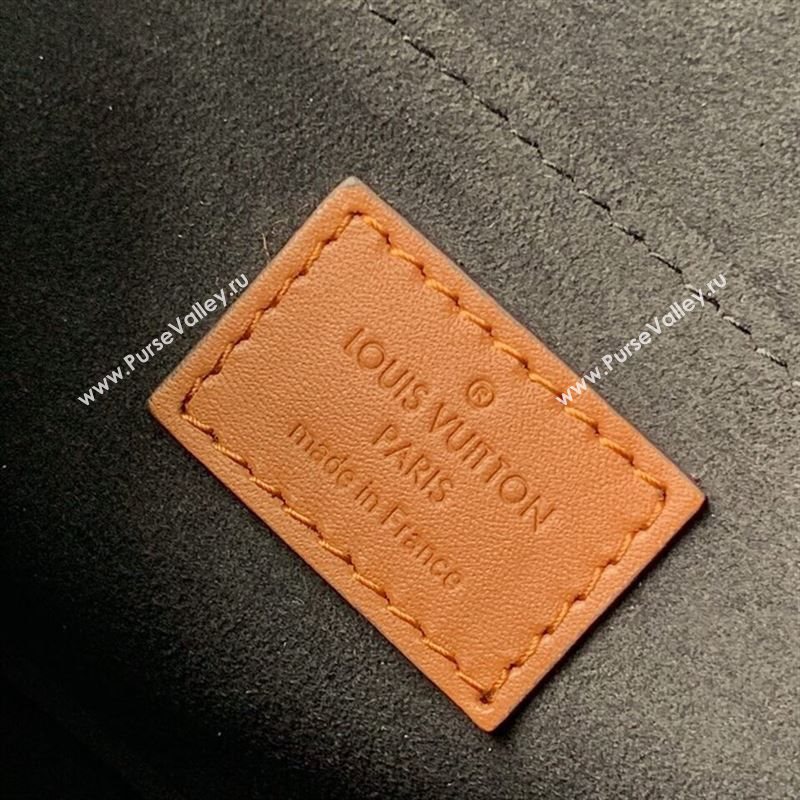 ®
LOUIS VUITTON
PARIS
made in France
www.PurseValley.ru
www.PurseValley.ru